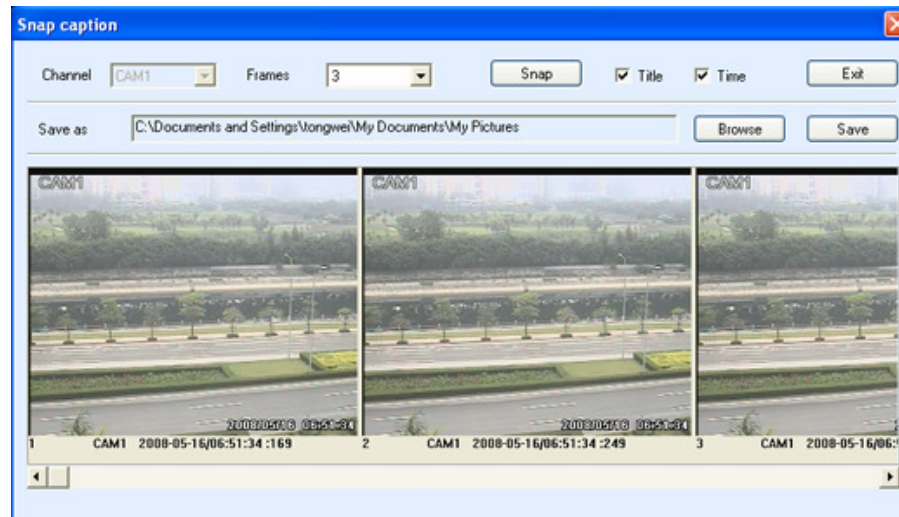 Snap caption
Channel CAM1 Frames 3 Snap Title Time Exit
Save as C:\Documents and Settings\tongwei\My Documents\My Pictures Browse Save
CAM1 CAM1 CAM1
2008/05/16 06:51:34 2008/05/16 06:51:34
1 CAM1 2008-05-16/06:51:34 :169 2 CAM1 2008-05-16/06:51:34 :249 3 CAM1 2008-05-16/06: